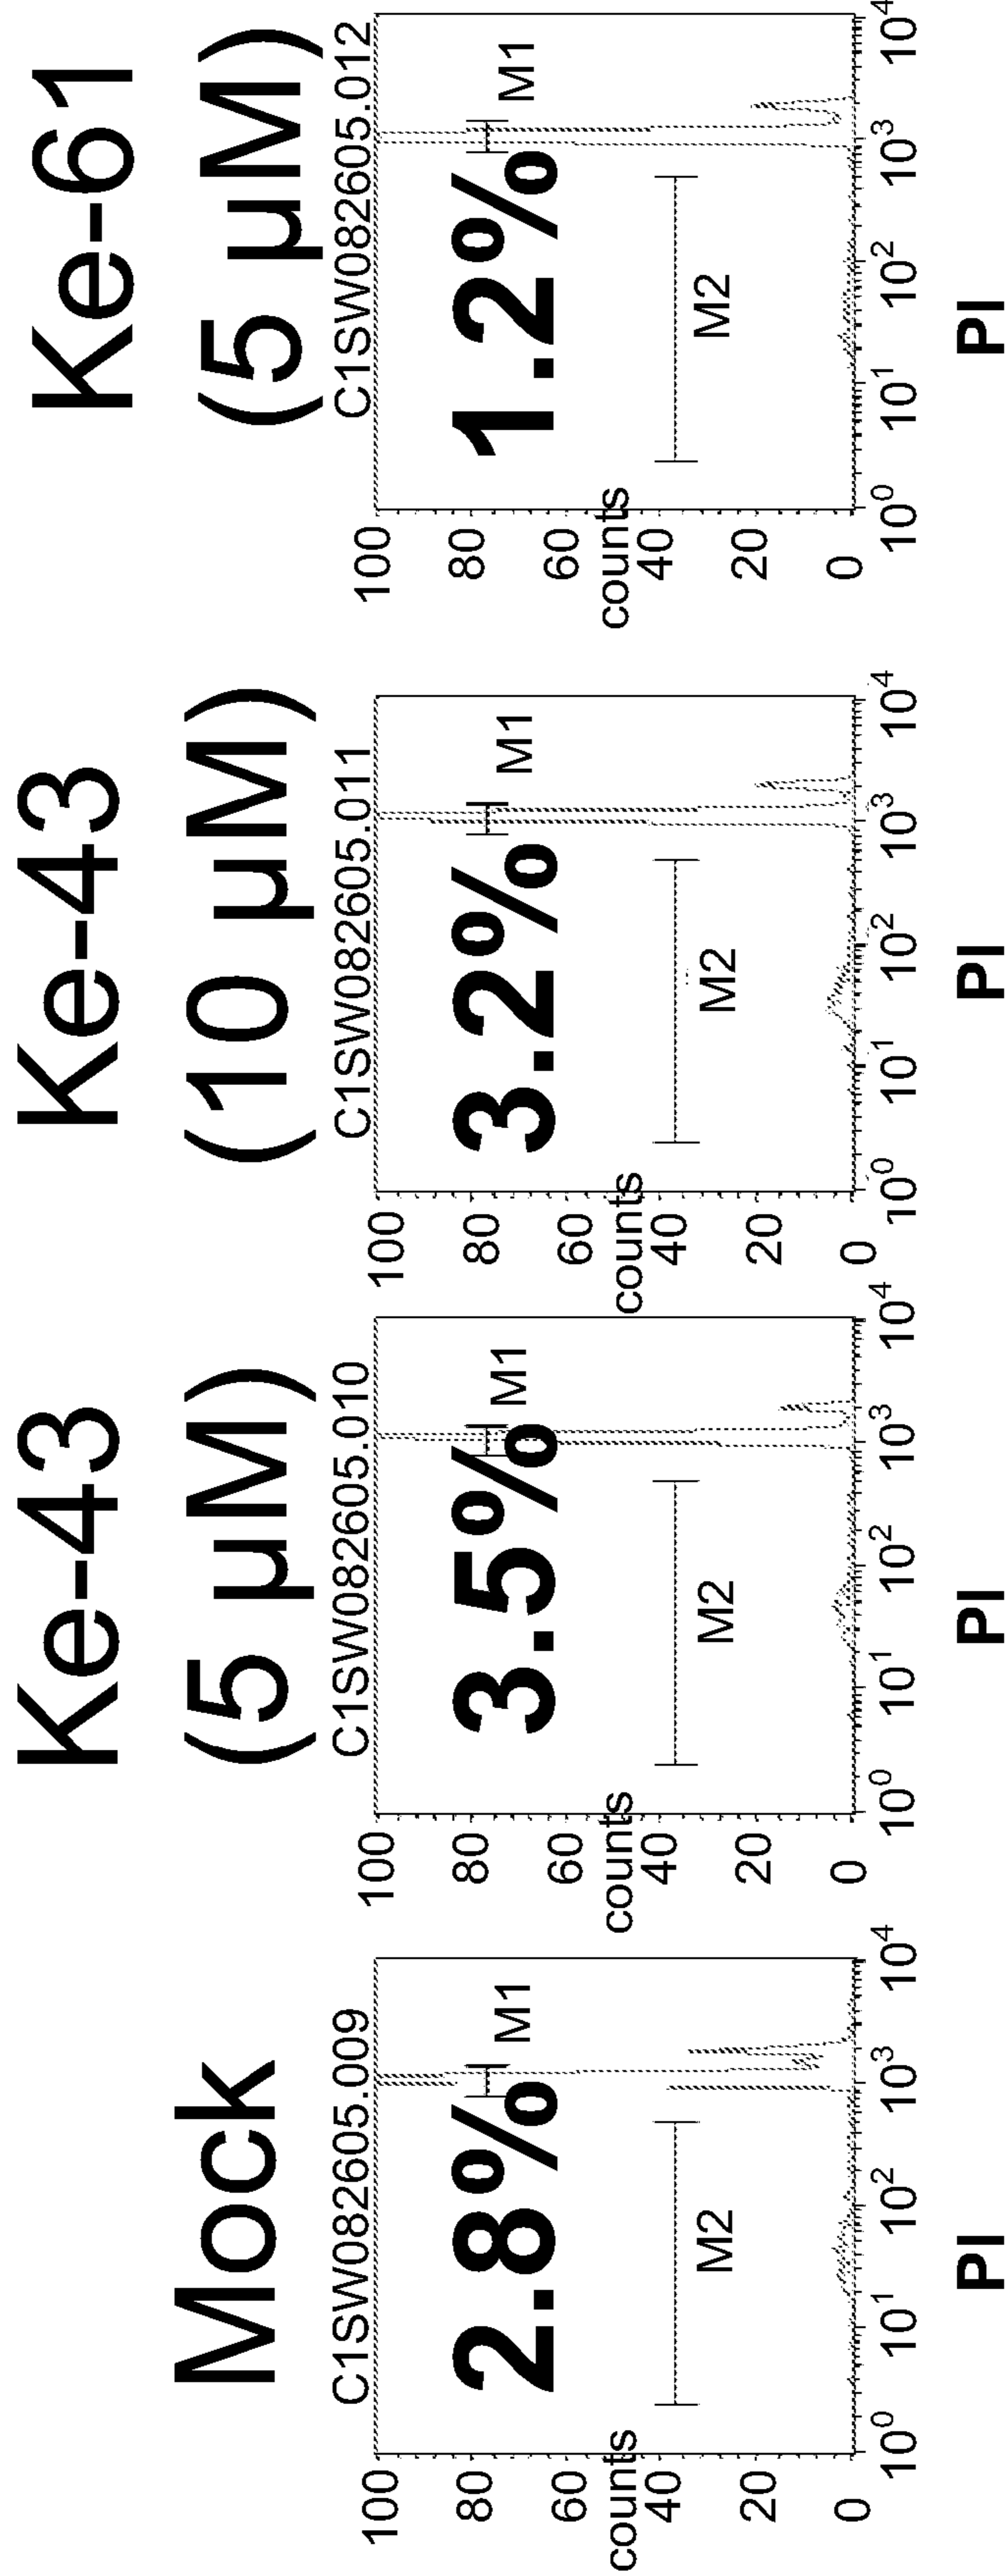 Mock
C1SW082605.009
100
80
60
counts
40
20
0
2.8%
M1
M2
10⁰ 10¹ 10² 10³ 10⁴
PI
Ke-43
(5 µM)
C1SW082605.010
100
80
60
counts
40
20
0
3.5%
M1
M2
10⁰ 10¹ 10² 10³ 10⁴
PI
Ke-43
(10 µM)
C1SW082605.011
100
80
60
counts
40
20
0
3.2%
M1
M2
10⁰ 10¹ 10² 10³ 10⁴
PI
Ke-61
(5 µM)
C1SW082605.012
100
80
60
counts
40
20
0
1.2%
M1
M2
10⁰ 10¹ 10² 10³ 10⁴
PI